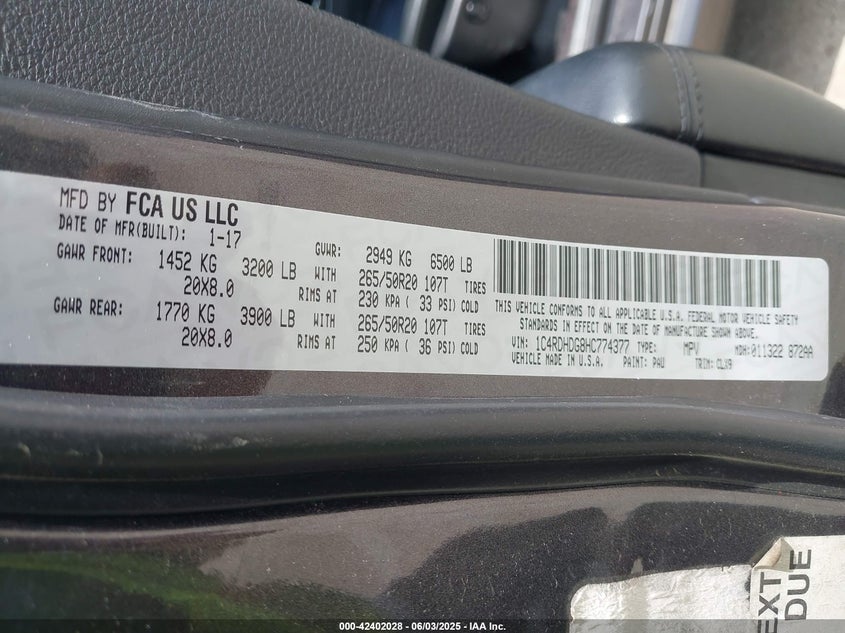 MFD BY FCA US LLC
DATE OF MFR(BUILT): 1-17 GVWR: 2949 KG 6500 LB
GAWR FRONT: 1452 KG 3200 LB WITH 265/50R20 107T TIRES
20X8.0 RIMS AT 230 KPA ( 33 PSI) COLD
GAWR REAR: 1770 KG 3900 LB WITH 265/50R20 107T TIRES
20X8.0 RIMS AT 250 KPA ( 36 PSI) COLD
THIS VEHICLE CONFORMS TO ALL APPLICABLE U.S.A. FEDERAL MOTOR VEHICLE SAFETY
STANDARDS IN EFFECT ON THE DATE OF MANUFACTURE SHOWN ABOVE.
VIN: 1C4RDHDG8HC774377 TYPE: MPV MDH: 011322 872AA
VEHICLE MADE IN U.S.A. PAINT: PAU TRIM: CLX9
EXT
DUE
000-42402028 - 06/03/2025 - IAA Inc.